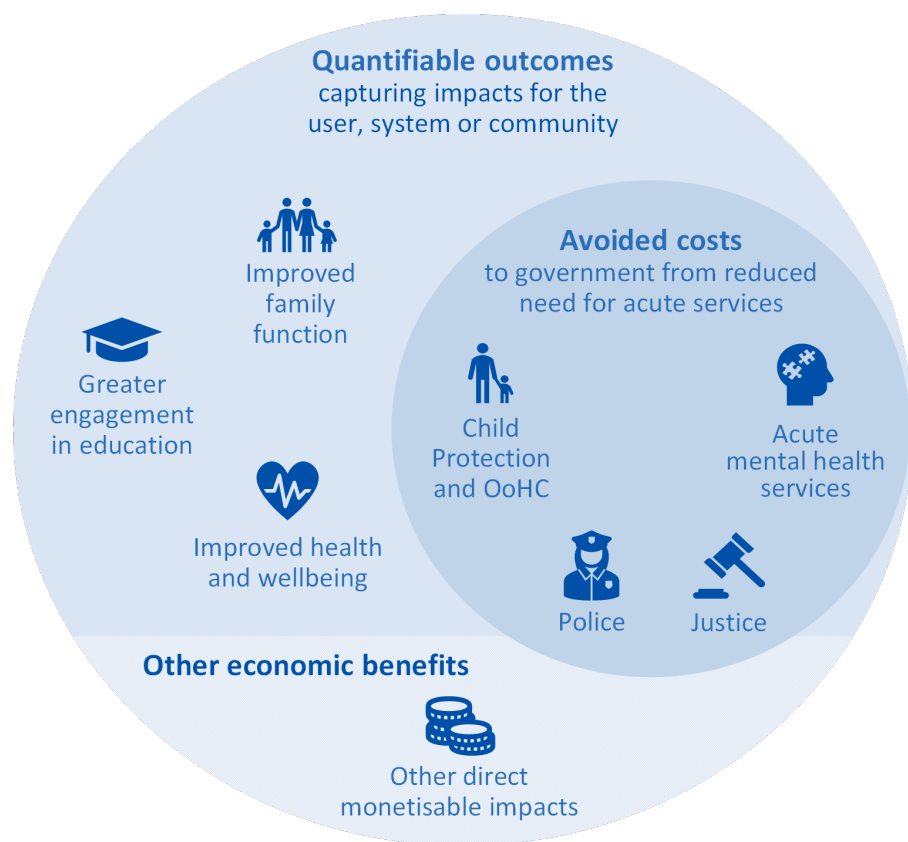 Quantifiable outcomes
capturing impacts for the
user, system or community
Improved
family
function
Greater
engagement
in education
Improved health
and wellbeing
Avoided costs
to government from reduced
need for acute services
Child
Protection
and OoHC
Acute
mental health
services
Police
Justice
Other economic benefits
Other direct
monetisable impacts